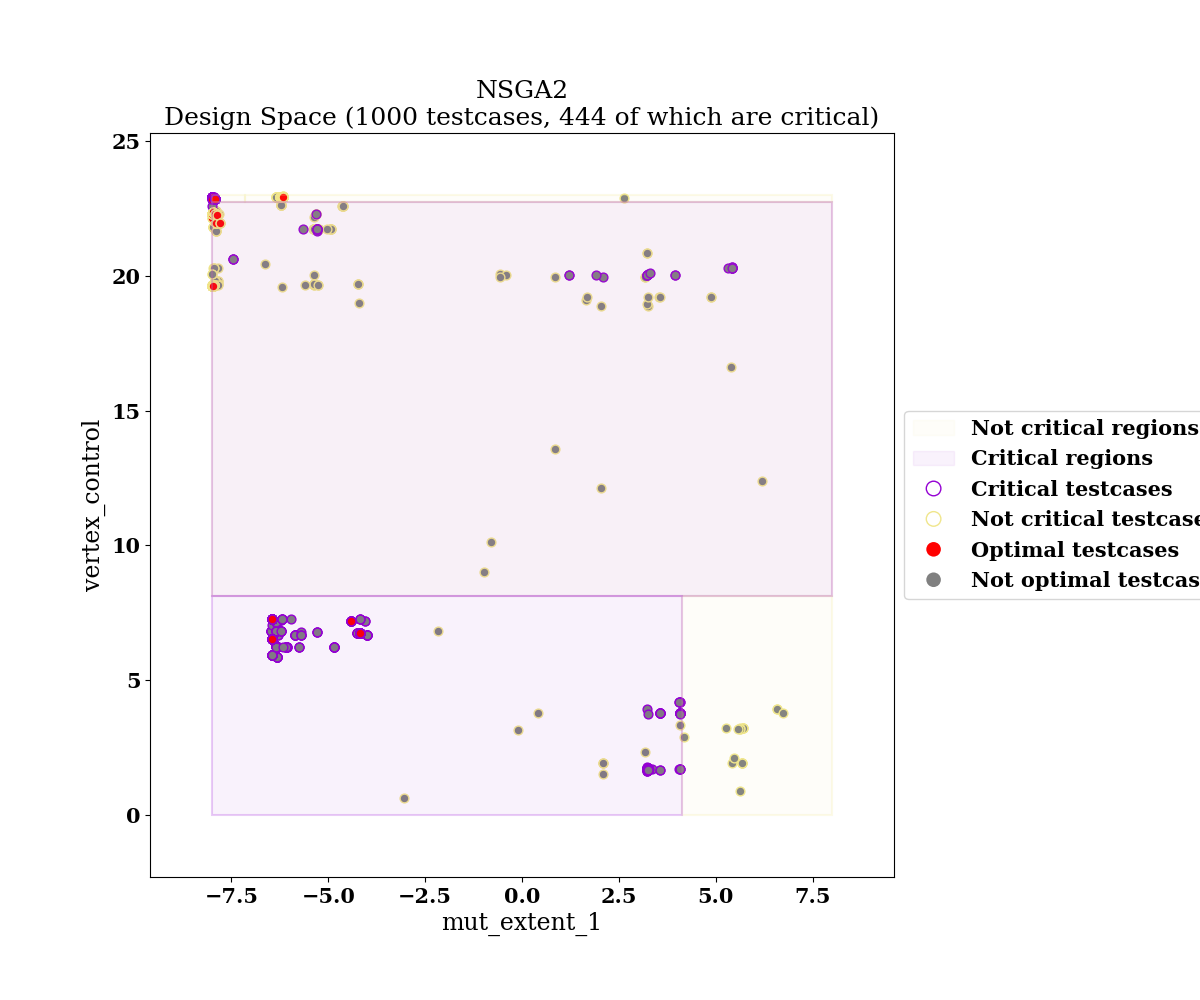 NSGA2
Design Space (1000 testcases, 444 of which are critical)
25
20
15
10
5
0
vertex_control
−7.5 −5.0 −2.5 0.0 2.5 5.0 7.5
mut_extent_1
Not critical regions
Critical regions
Critical testcases
Not critical testcase
Optimal testcases
Not optimal testcas